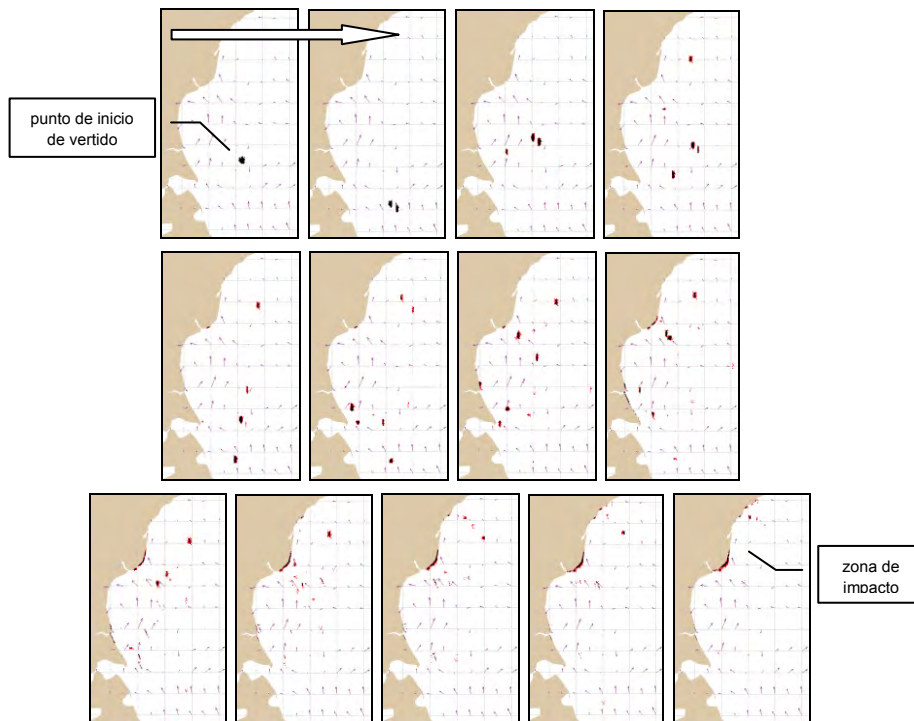 punto de inicio
de vertido
zona de
impacto